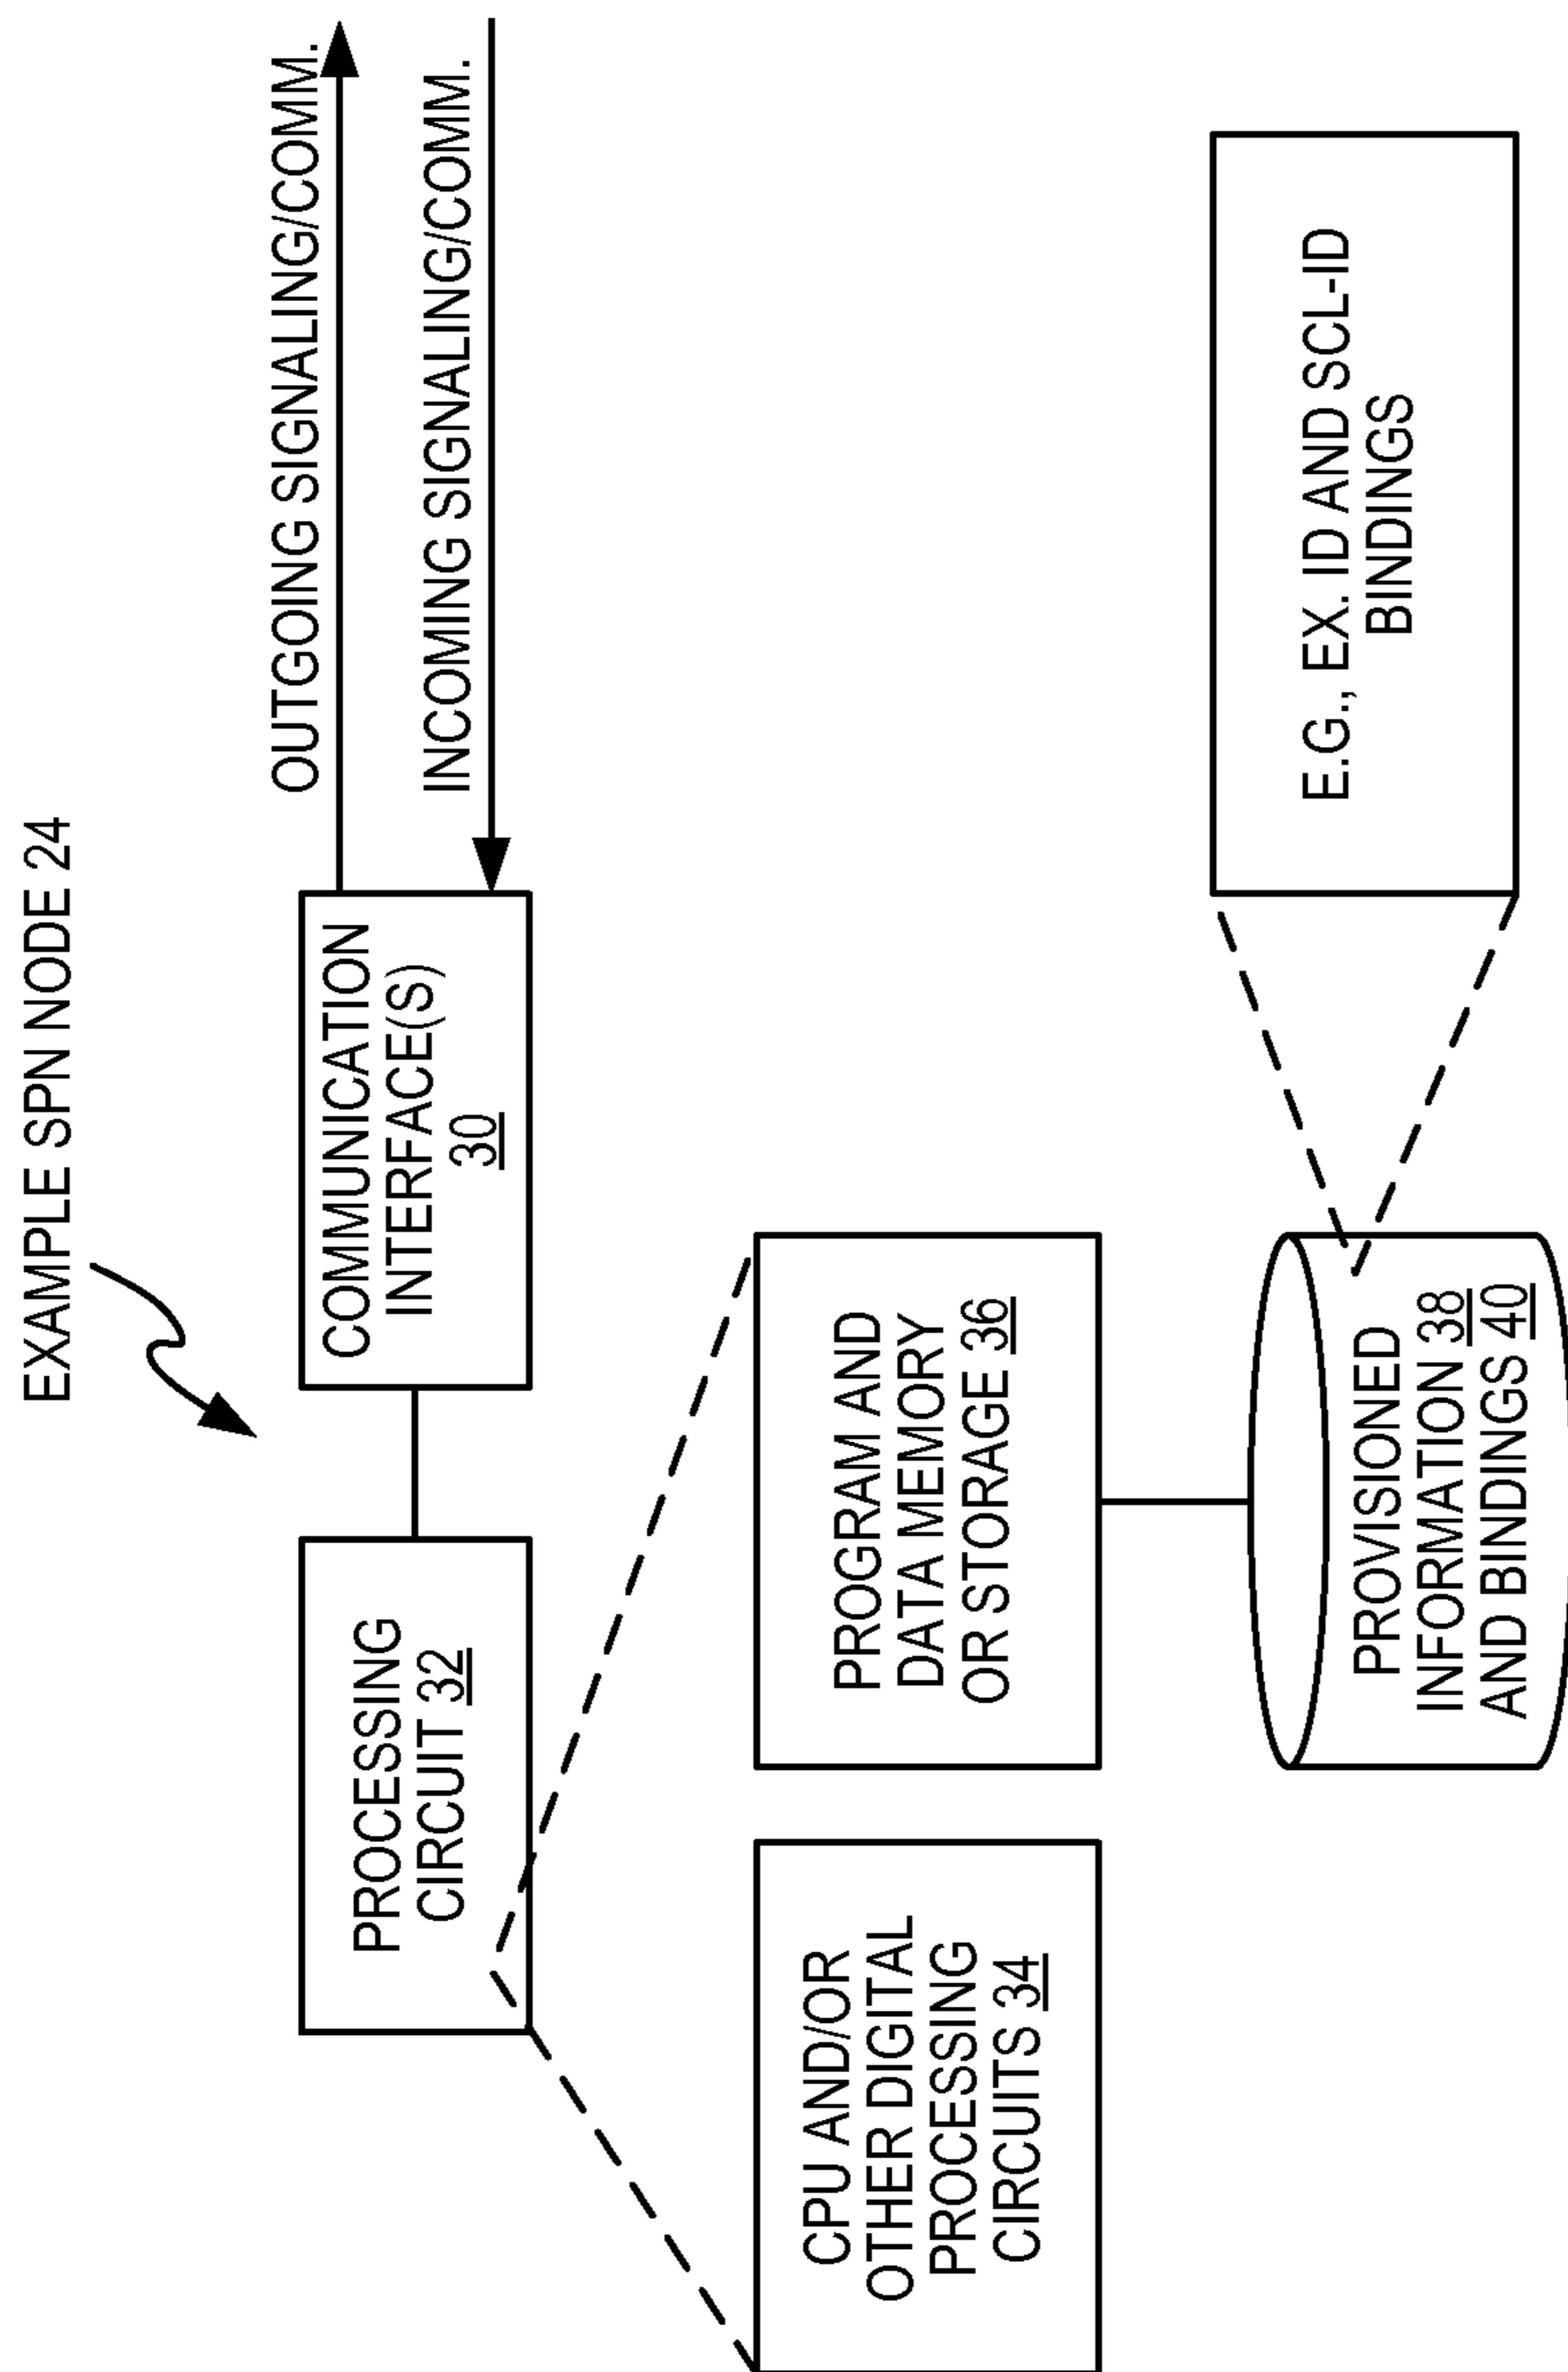 EXAMPLE SPN NODE 24
PROCESSING
CIRCUIT 32
COMMUNICATION
INTERFACE(S)
30
OUTGOING SIGNALING/COMM.
INCOMING SIGNALING/COMM.
CPU AND/OR
OTHER DIGITAL
PROCESSING
CIRCUITS 34
PROGRAM AND
DATA MEMORY
OR STORAGE 36
PROVISIONED
INFORMATION 38
AND BINDINGS 40
E.G., EX. ID AND SCL-ID
BINDINGS